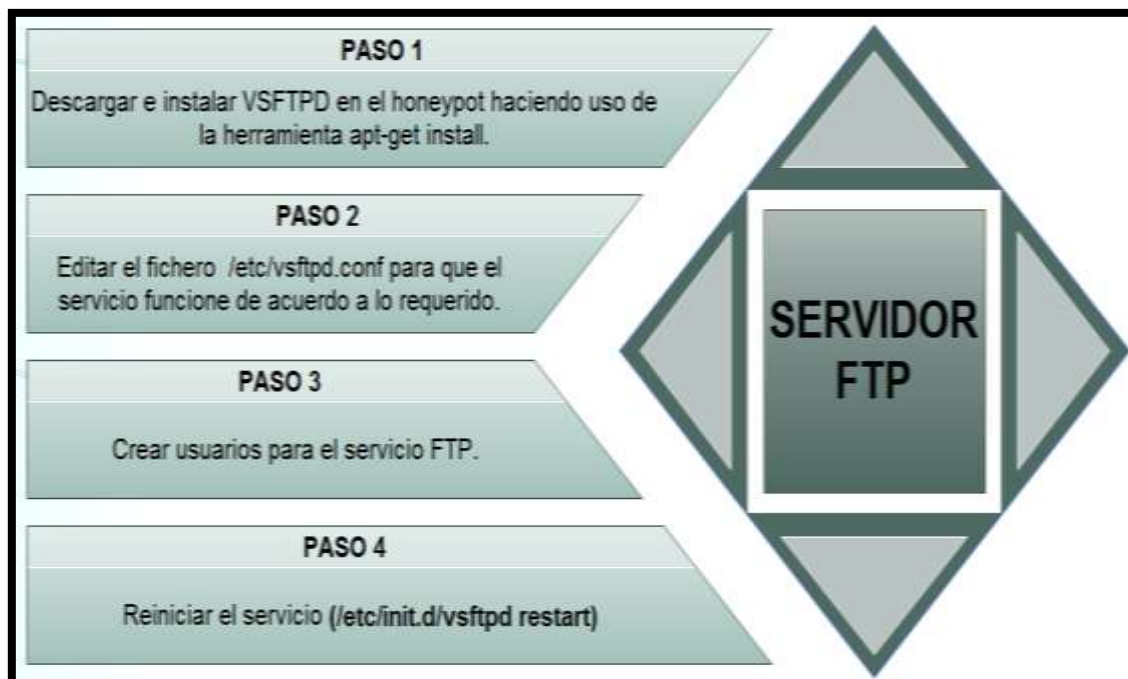 PASO 1
Descargar e instalar VSFTPD en el honeypot haciendo uso de
la herramienta apt-get install.
PASO 2
Editar el fichero /etc/vsftpd.conf para que el
servicio funcione de acuerdo a lo requerido.
PASO 3
Crear usuarios para el servicio FTP.
PASO 4
Reiniciar el servicio (/etc/init.d/vsftpd restart)
SERVIDOR
FTP